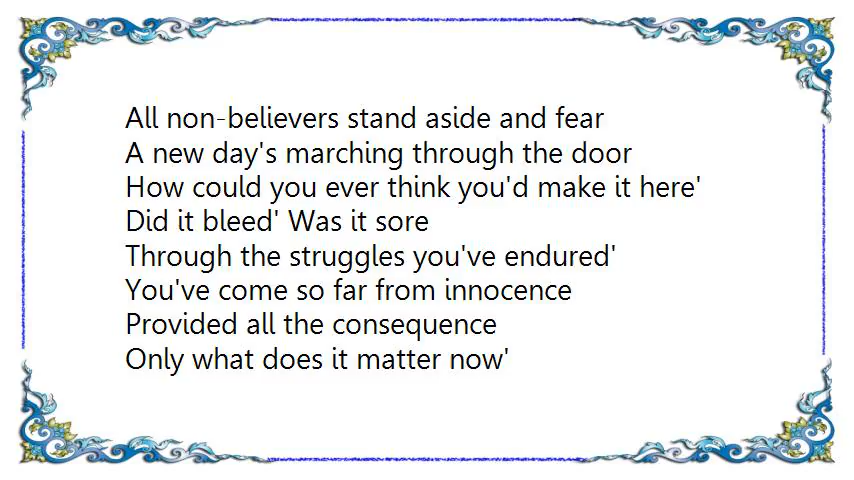 All non-believers stand aside and fear
A new day's marching through the door
How could you ever think you'd make it here'
Did it bleed' Was it sore
Through the struggles you've endured'
You've come so far from innocence
Provided all the consequence
Only what does it matter now'